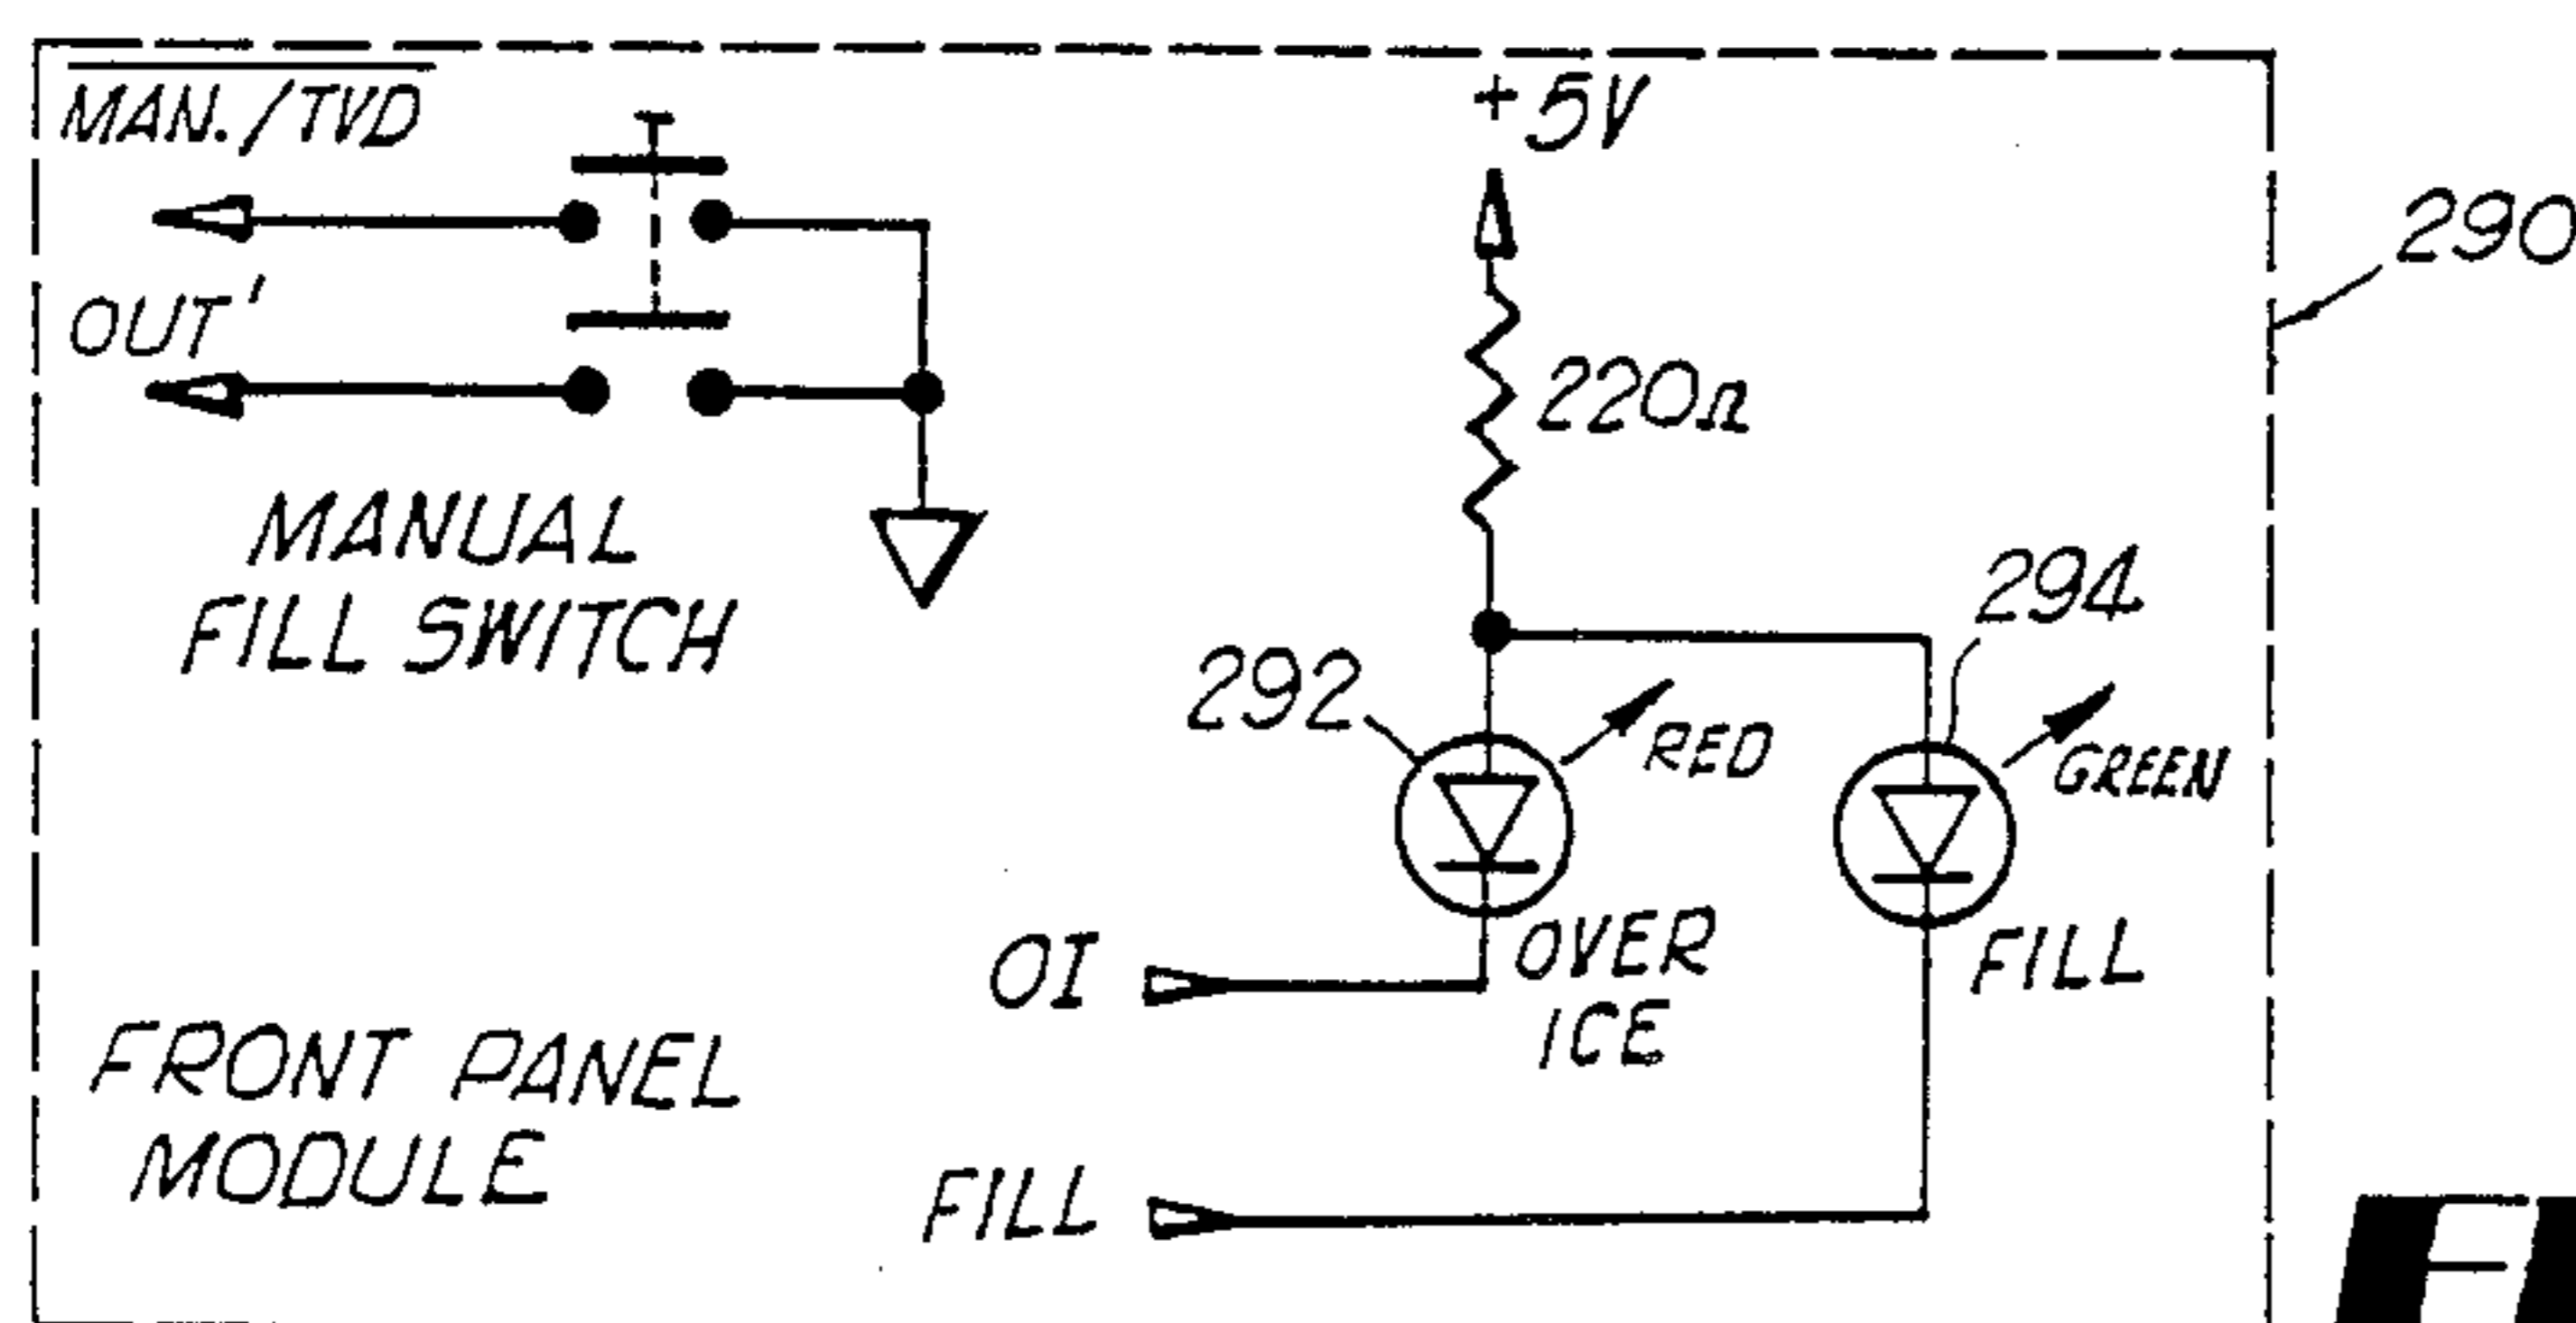 MAN./TVD
OUT'
MANUAL
FILL SWITCH
+5V
220Ω
290
294
292
RED
GREEN
OVER
ICE
FILL
OI
FILL
FRONT PANEL
MODULE